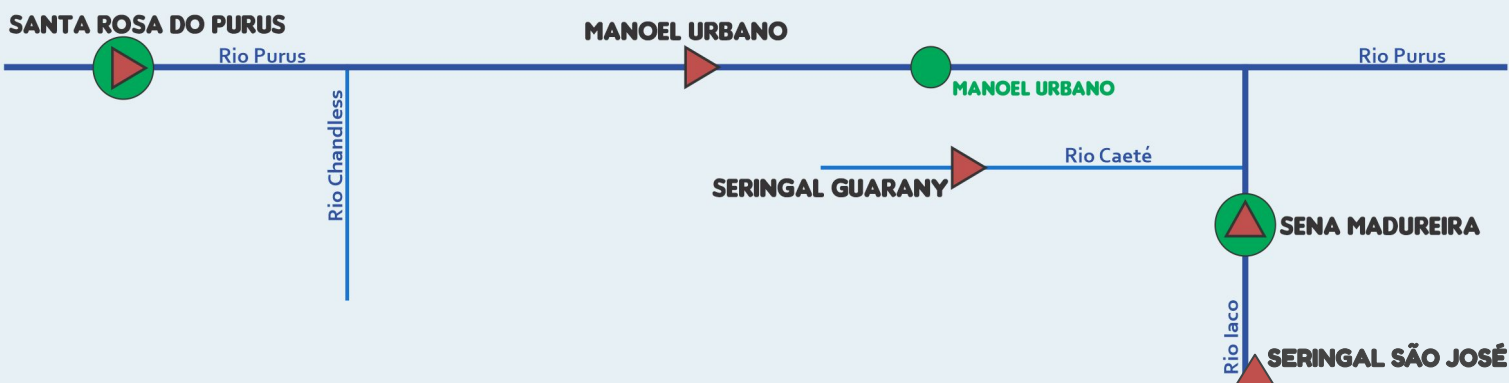 SANTA ROSA DO PURUS
MANOEL URBANO
Rio Purus
Rio Purus
MANOEL URBANO
Rio Chandless
Rio Caeté
SERINGAL GUARANY
SENA MADUREIRA
Rio Iaco
SERINGAL SÃO JOSÉ